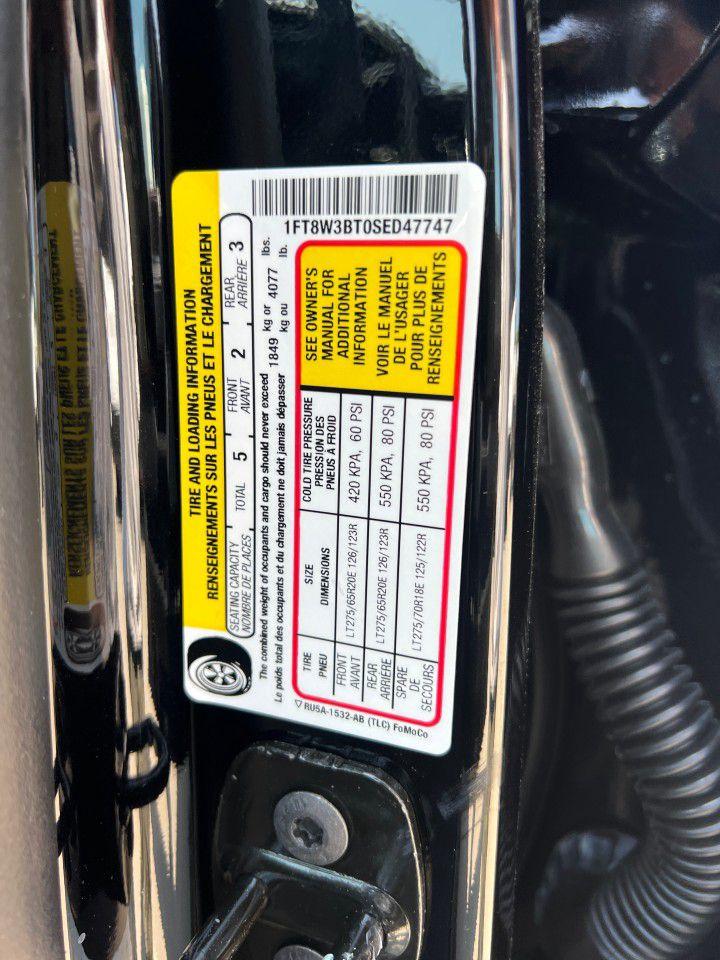 1FT8W3BT0SED47747
TIRE AND LOADING INFORMATION
RENSEIGNEMENTS SUR LES PNEUS ET LE CHARGEMENT
SEATING CAPACITY TOTAL 5 FRONT 2 REAR 3
NOMBRE DE PLACES AVANT ARRIÈRE
The combined weight of occupants and cargo should never exceed 1849 kg or 4077 lbs.
Le poids total des occupants et du chargement ne doit jamais dépasser kg ou lb.
TIRE SIZE COLD TIRE PRESSURE
PNEU DIMENSIONS PRESSION DES
PNEUS À FROID
FRONT LT275/65R20E 126/123R 420 KPA, 60 PSI
AVANT
REAR LT275/65R20E 126/123R 550 KPA, 80 PSI
ARRIÈRE
SPARE LT275/70R18E 125/122R 550 KPA, 80 PSI
DE
SECOURS
SEE OWNER'S
MANUAL FOR
ADDITIONAL
INFORMATION
VOIR LE MANUEL
DE L'USAGER
POUR PLUS DE
RENSEIGNEMENTS
RU5A-1532-AB (TLC) FoMoCo